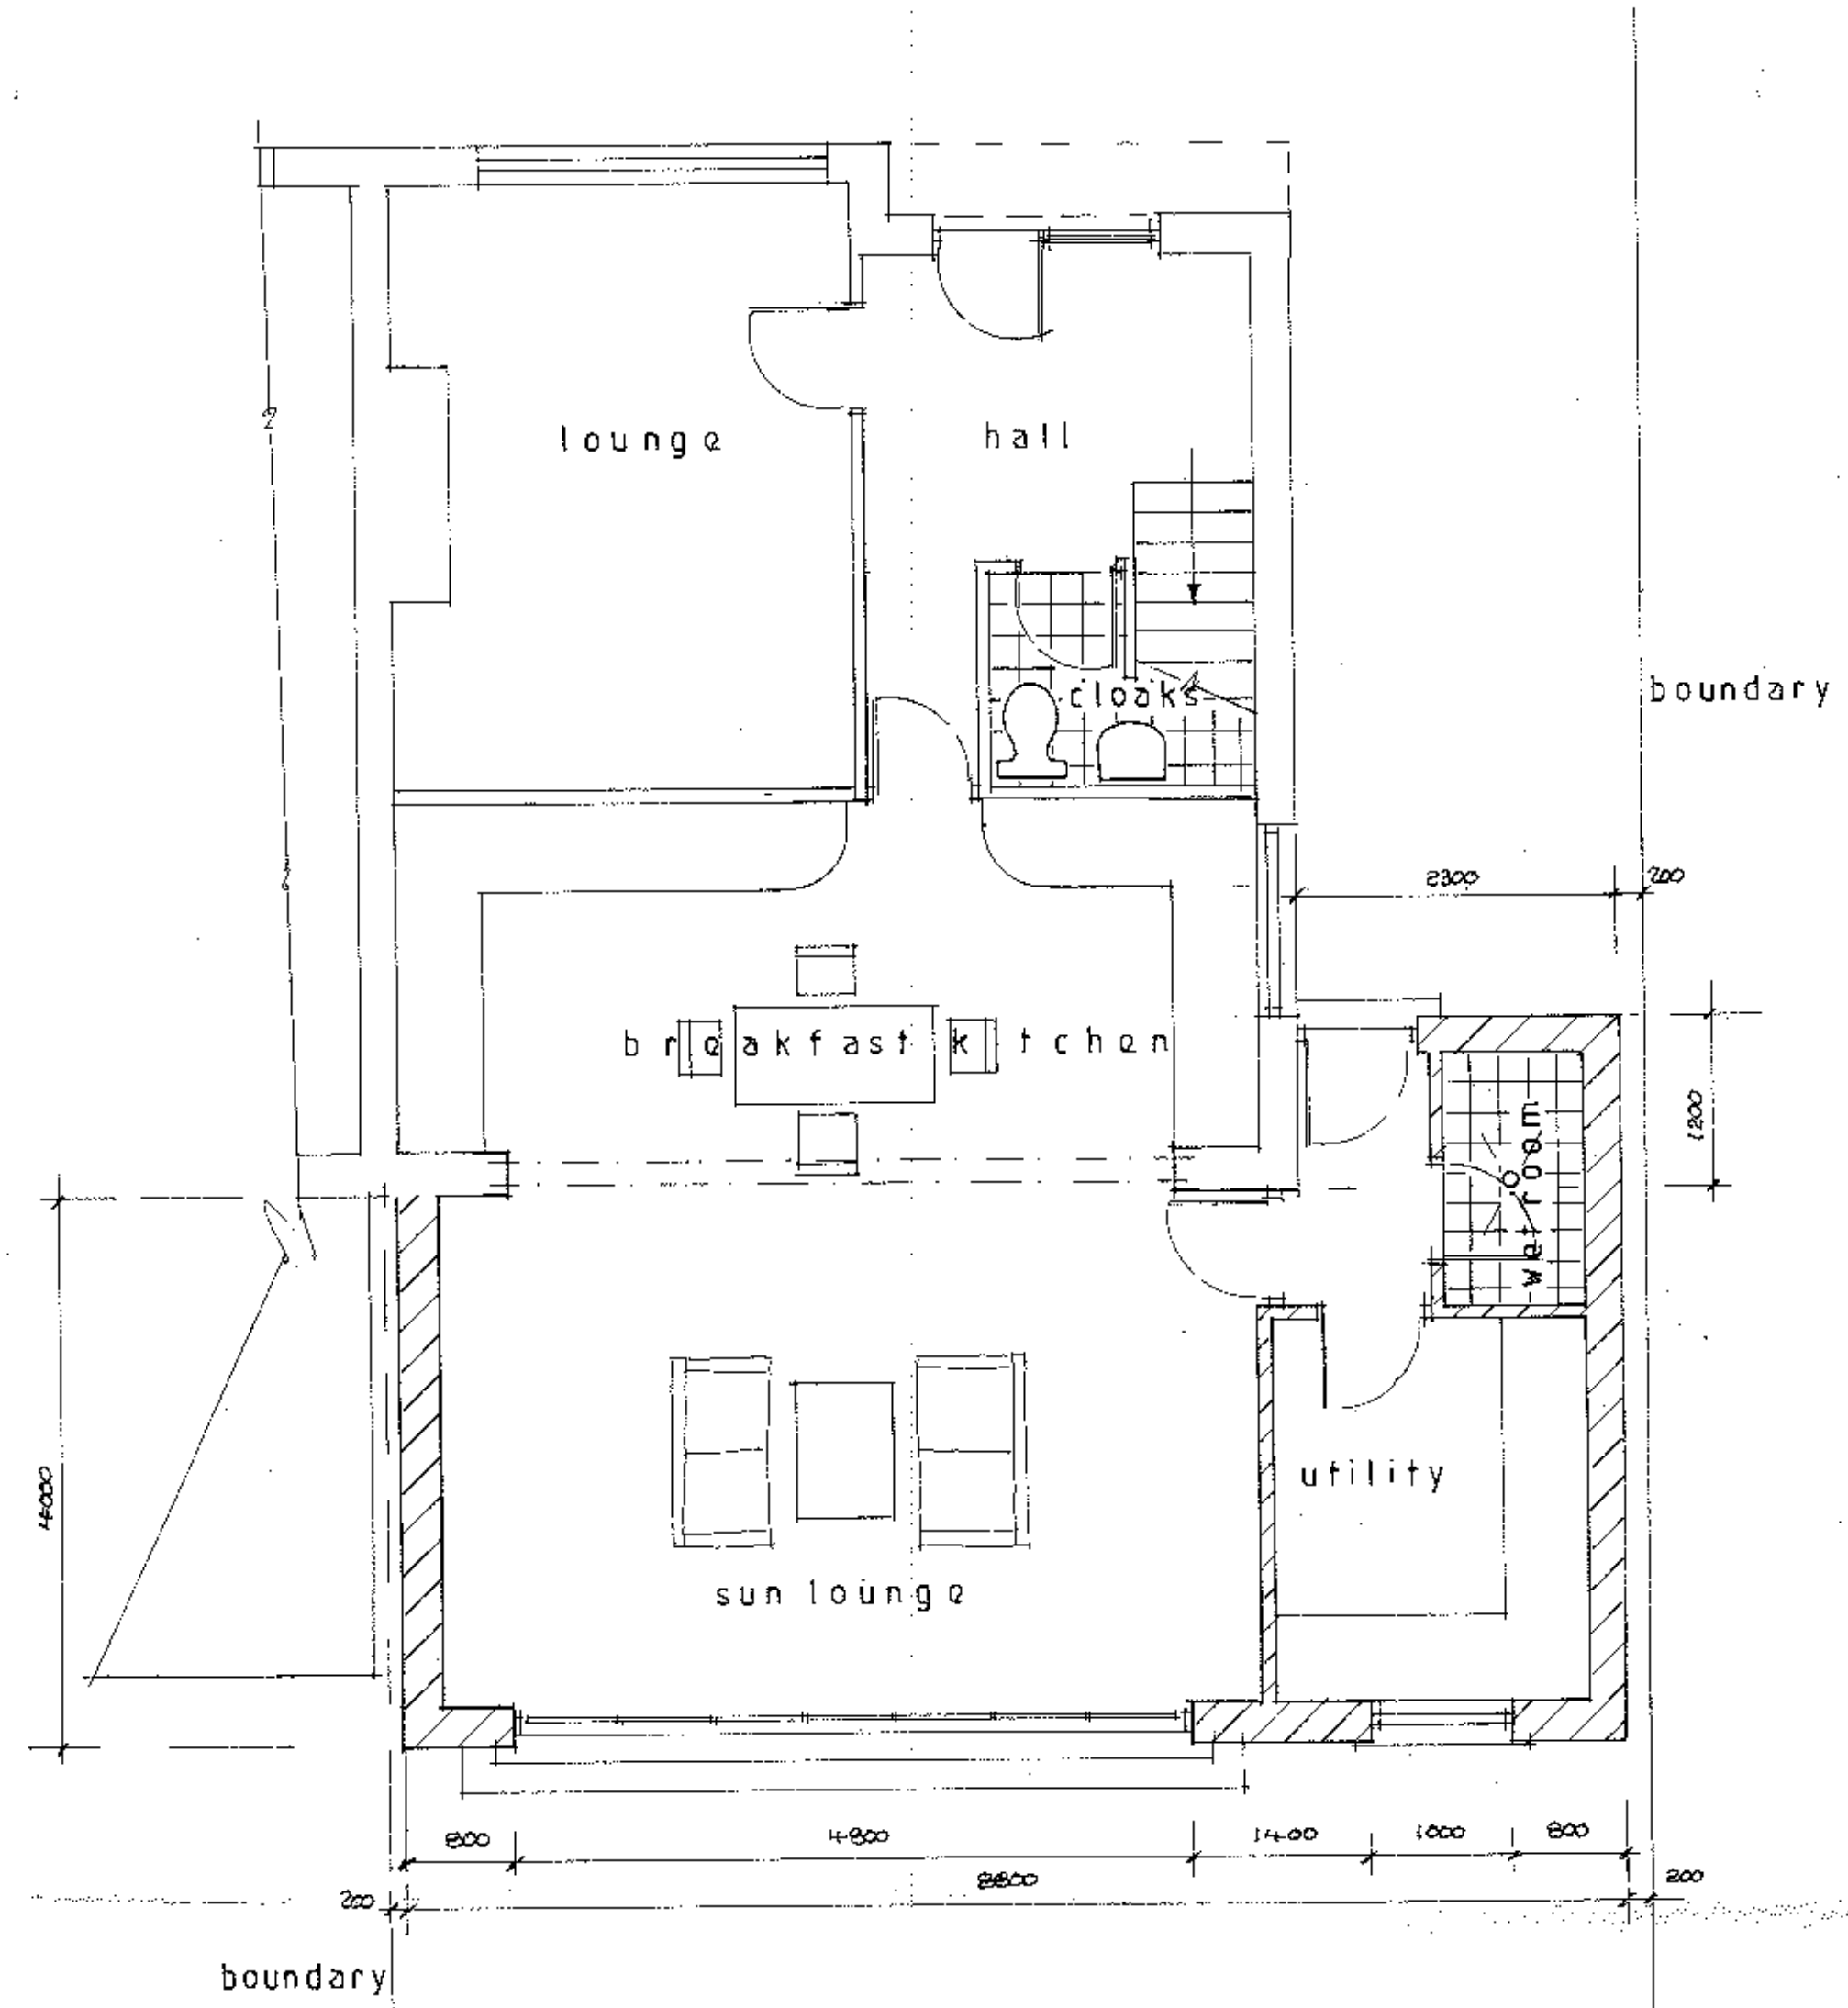 lounge
hall
cloaks
boundary
2300
200
breakfast kitchen
1200
wet room
4000
utility
sun lounge
800
4800
1400
1000
800
8800
200
200
boundary